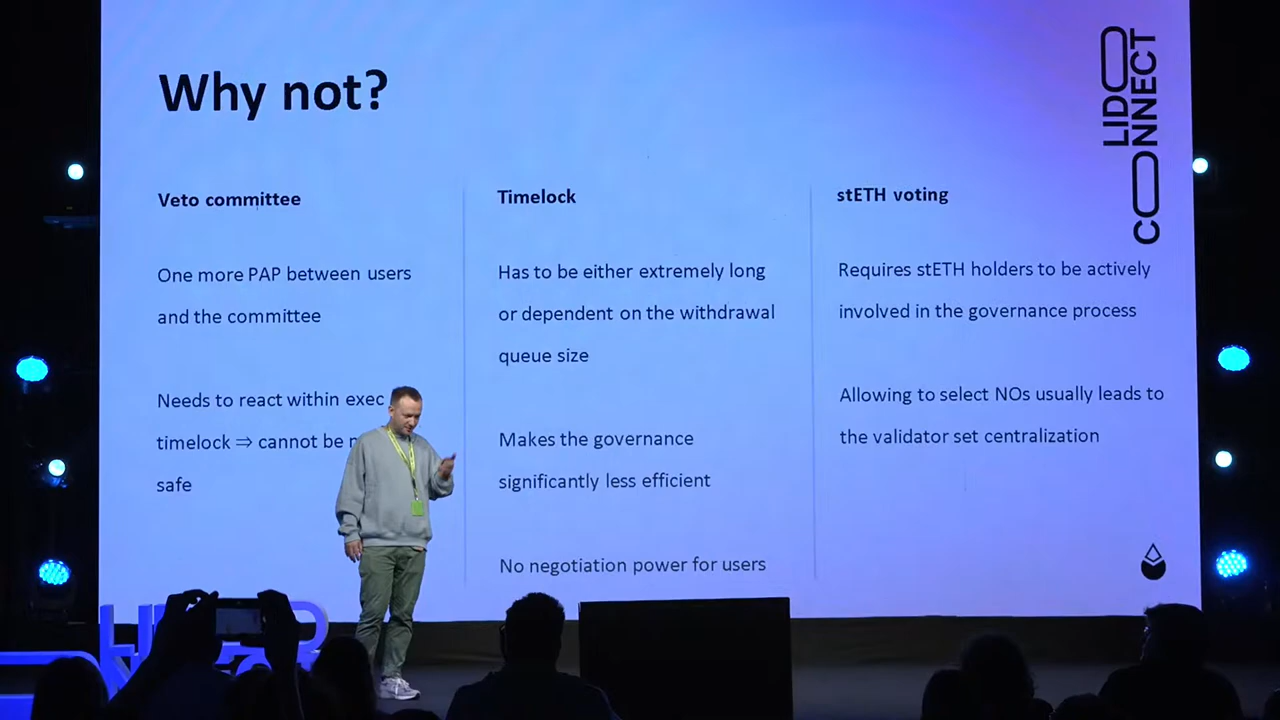 Why not?
LIDO
CONNECT
Veto committee
One more PAP between users
and the committee
Needs to react within exec
timelock ⇒ cannot be
safe
Timelock
Has to be either extremely long
or dependent on the withdrawal
queue size
Makes the governance
significantly less efficient
No negotiation power for users
stETH voting
Requires stETH holders to be actively
involved in the governance process
Allowing to select NOs usually leads to
the validator set centralization